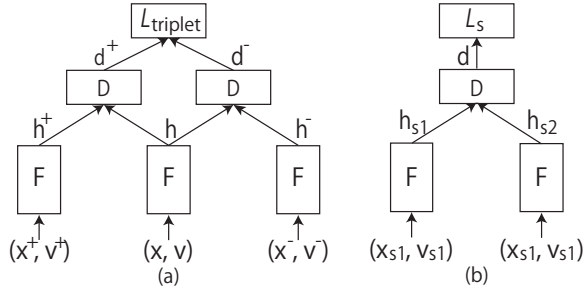 L_triplet
L_s
d^+ d^-
d
D D
D
h^+ h h^-
h_s1 h_s2
F F F
F F
(x^+, v^+) (x, v) (x^-, v^-)
(x_s1, v_s1) (x_s1, v_s1)
(a)
(b)